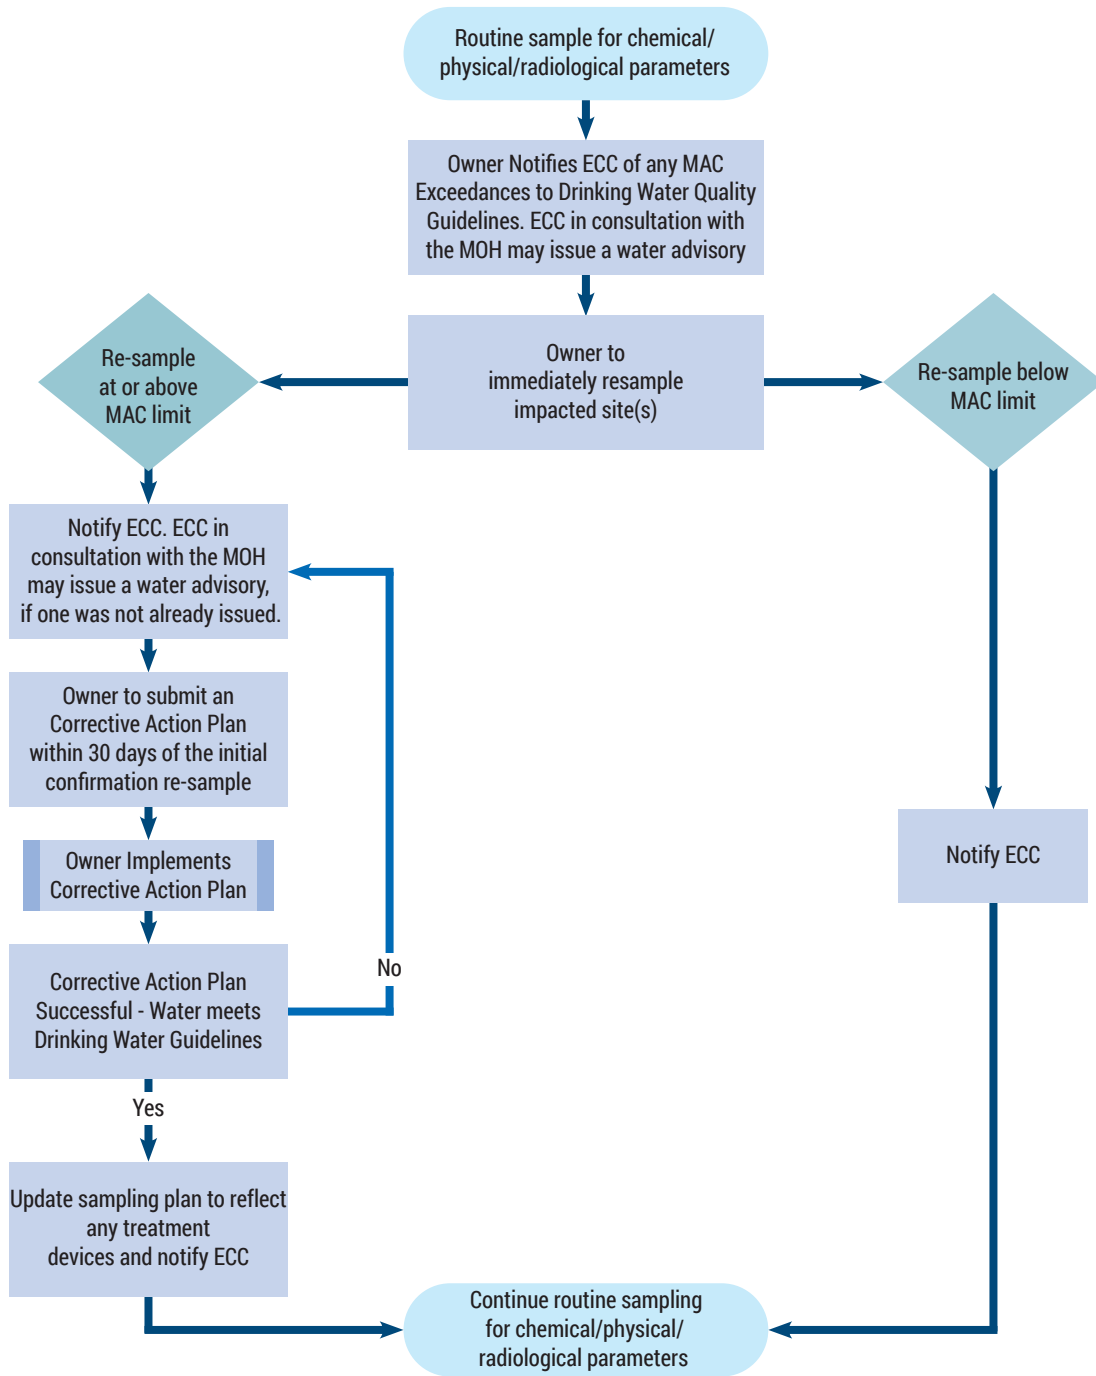 Routine sample for chemical/
physical/radiological parameters
Owner Notifies ECC of any MAC
Exceedances to Drinking Water Quality
Guidelines. ECC in consultation with
the MOH may issue a water advisory
Owner to
immediately resample
impacted site(s)
Re-sample
at or above
MAC limit
Re-sample below
MAC limit
Notify ECC. ECC in
consultation with the MOH
may issue a water advisory,
if one was not already issued.
Owner to submit an
Corrective Action Plan
within 30 days of the initial
confirmation re-sample
Owner Implements
Corrective Action Plan
Notify ECC
Corrective Action Plan
Successful - Water meets
Drinking Water Guidelines
No
Yes
Update sampling plan to reflect
any treatment
devices and notify ECC
Continue routine sampling
for chemical/physical/
radiological parameters